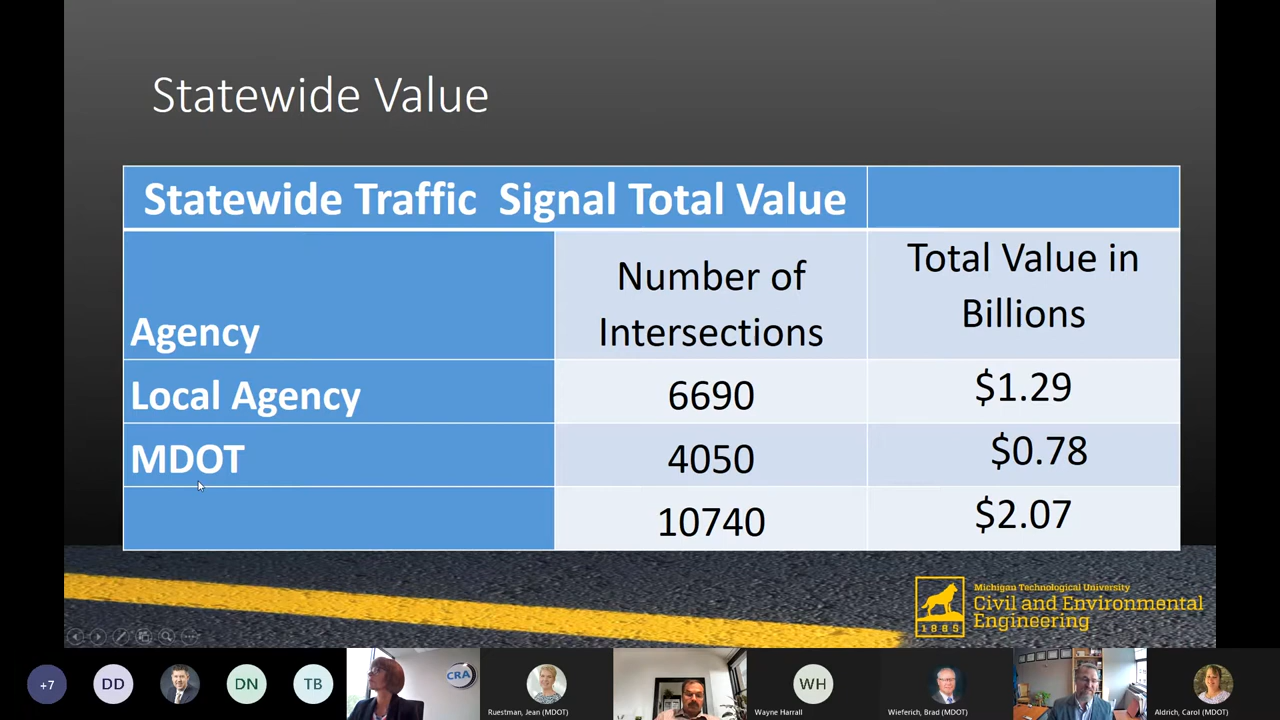 Statewide Value
Statewide Traffic  Signal Total Value
Agency
Number of
Intersections
Total Value in
Billions
Local Agency
6690
$1.29
MDOT
4050
$0.78
10740
$2.07
Michigan Technological University
Civil and Environmental
Engineering
1885
+7
DD
DN
TB
CRA
Ruestman, Jean (MDOT)
WH
Wayne Harrall
Wieferich, Brad (MDOT)
Aldrich, Carol (MDOT)